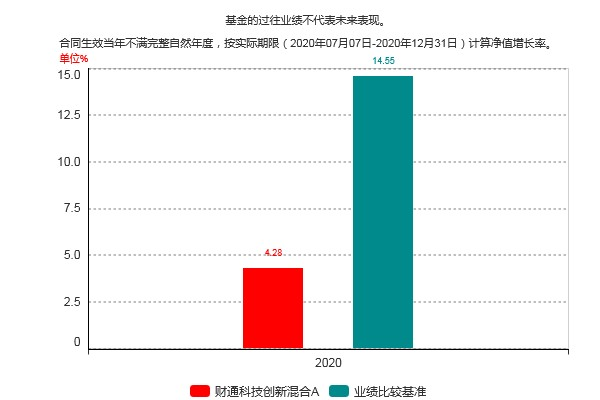 基金的过往业绩不代表未来表现。
合同生效当年不满完整自然年度，按实际期限（2020年07月07日-2020年12月31日）计算净值增长率。
单位%
15.0
14.55
12.5
10.0
7.5
5.0
4.28
2.5
0
2020
财通科技创新混合A 业绩比较基准